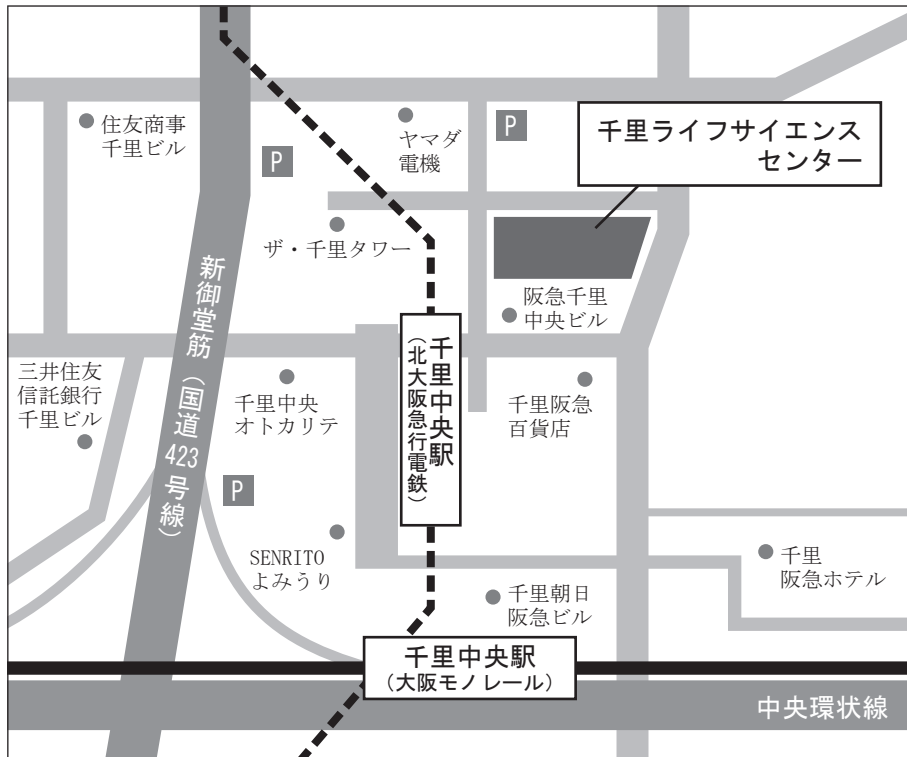 住友商事
千里ビル
P
ヤマダ
電機
P
千里ライフサイエンス
センター
ザ・千里タワー
阪急千里
中央ビル
新御堂筋（国道423号線）
千里中央駅
（北大阪急行電鉄）
三井住友
信託銀行
千里ビル
千里中央
オトカリテ
千里阪急
百貨店
P
SENRITO
よみうり
千里朝日
阪急ビル
千里
阪急ホテル
千里中央駅
（大阪モノレール）
中央環状線